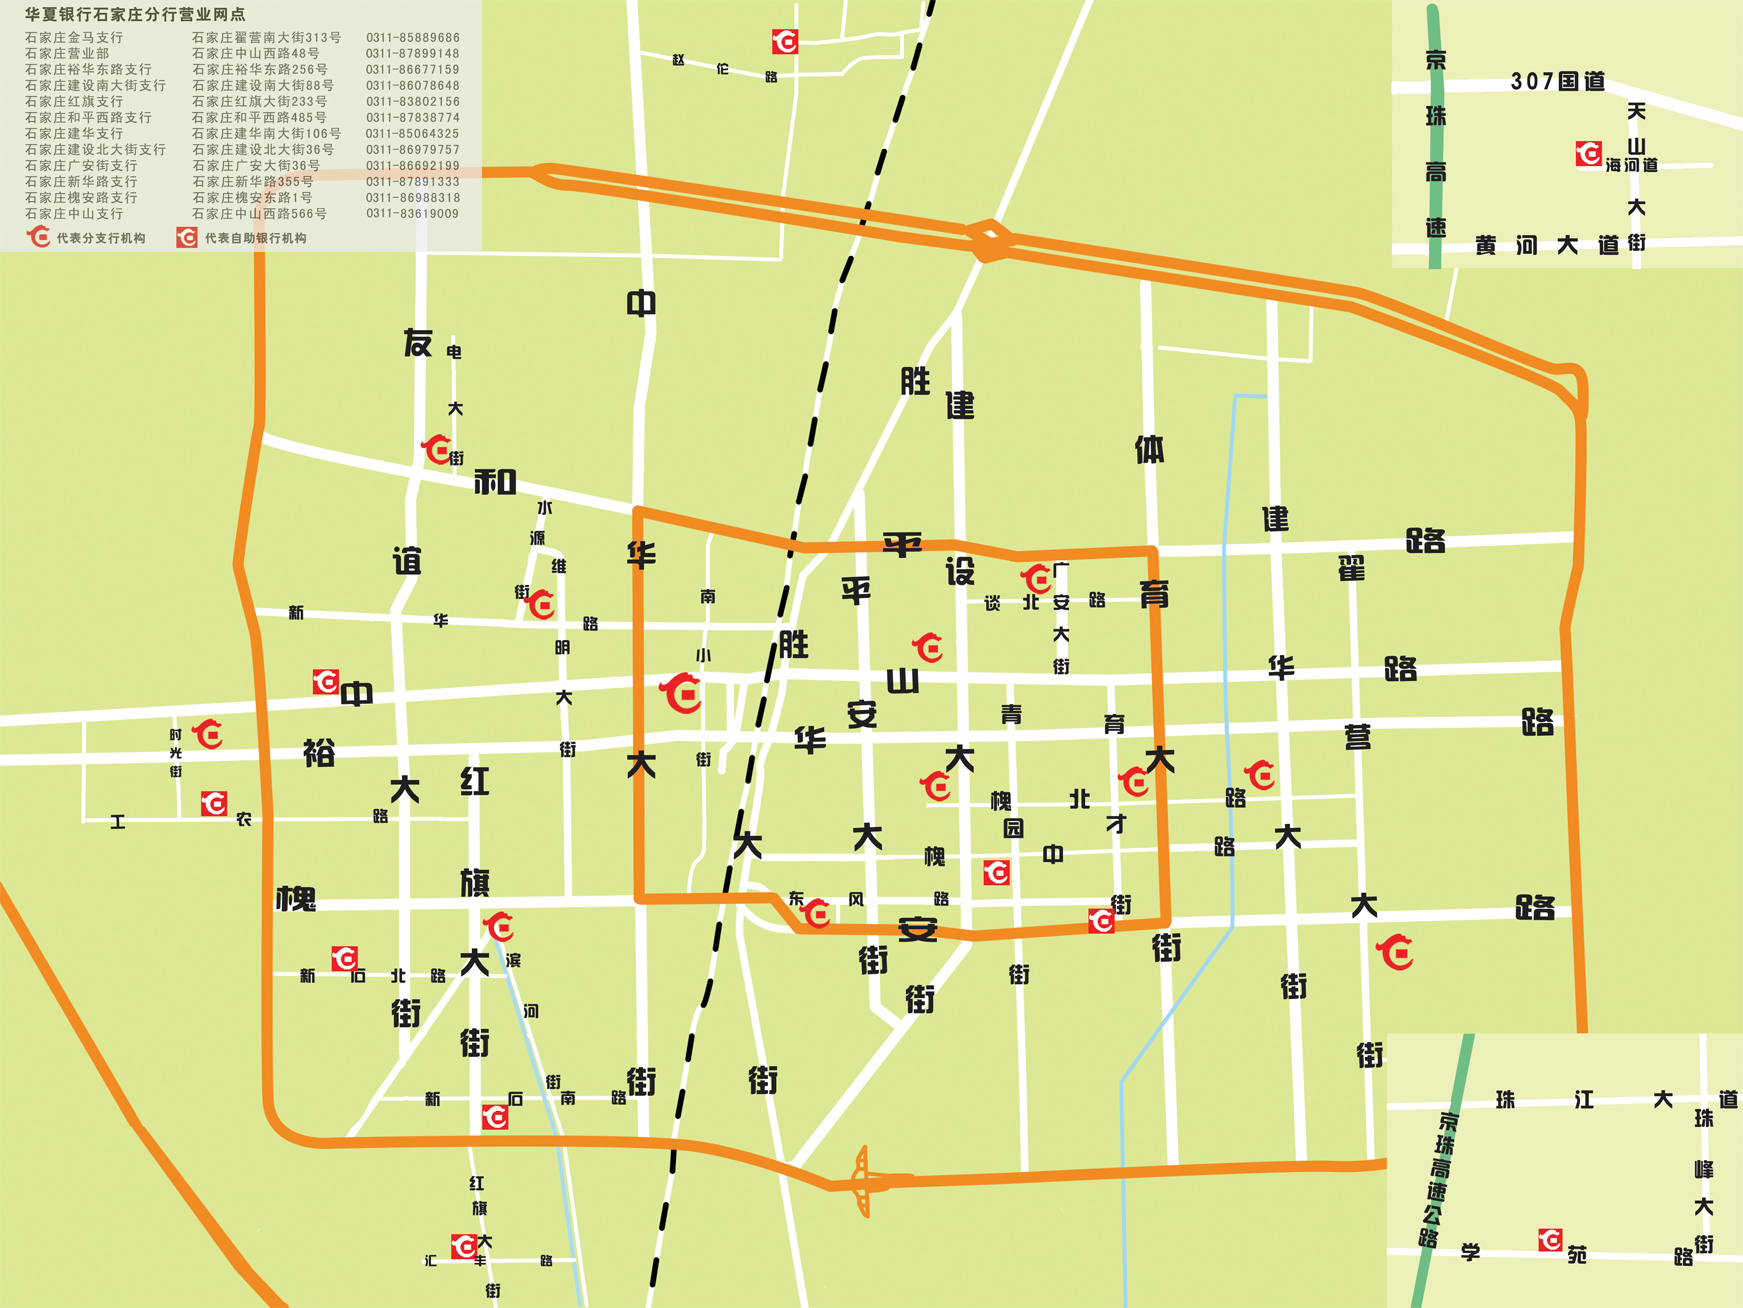 华夏银行石家庄分行营业网点
石家庄金马支行 石家庄翟营南大街313号 0311-85889686
石家庄营业部 石家庄中山西路48号 0311-87899148
石家庄裕华东路支行 石家庄裕华东路256号 0311-86677159
石家庄建设南大街支行 石家庄建设南大街88号 0311-86078648
石家庄红旗支行 石家庄红旗大街233号 0311-83802156
石家庄和平西路支行 石家庄和平西路485号 0311-87838774
石家庄建华支行 石家庄建华南大街106号 0311-85064325
石家庄建设北大街支行 石家庄建设北大街36号 0311-86979757
石家庄广安街支行 石家庄广安大街36号 0311-86692199
石家庄新华路支行 石家庄新华路355号 0311-87891333
石家庄槐安路支行 石家庄槐安东路1号 0311-86988318
石家庄中山支行 石家庄中山西路566号 0311-83619009
代表分支行机构 代表自助银行机构
赵佗路
京珠高速
307国道
天山大街
海河道
黄河大道
友谊大街
电大街
中华大街
胜
建设大街
体育大街
建华大街
翟营大街
和平路
水源街
维明大街
新华路
南小街
胜
平安大街
谈北路
广安大街
中山路
裕华路
时光街
工农路
红旗大街
青园街
育才街
槐北路
槐中路
大街
东风路
槐安路
新石北路
滨河街
新石南路
红旗大街
汇丰路
珠江大道
珠峰大街
京珠高速公路
学苑路